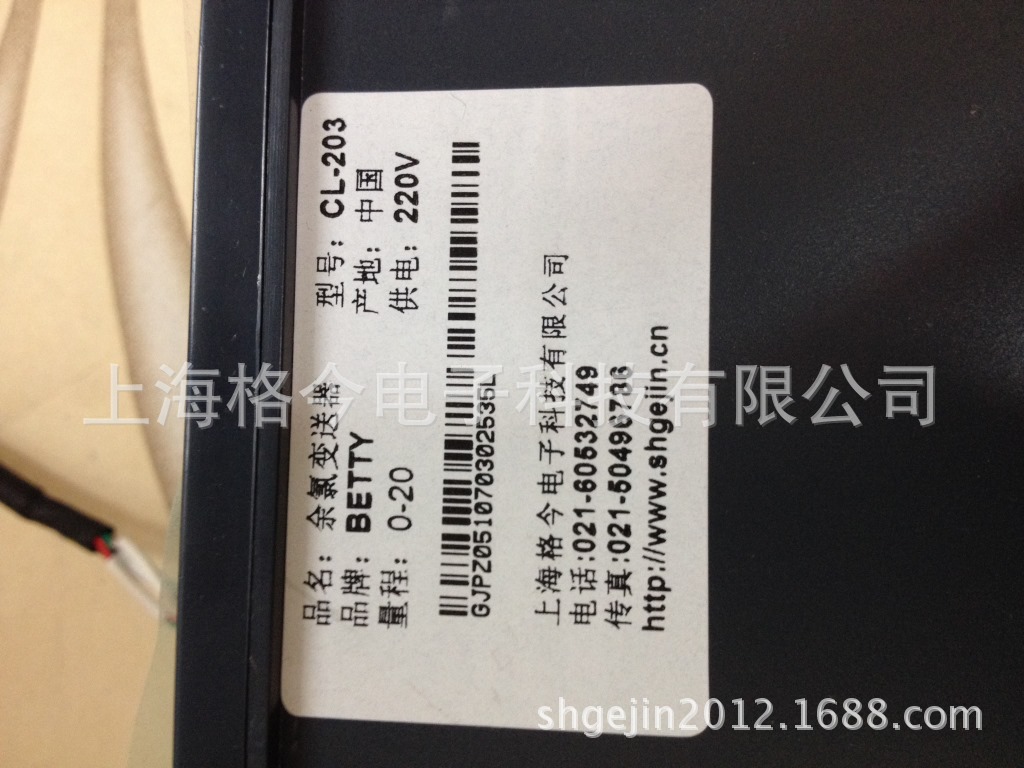 品名：余氯变送器 型号：CL-203
品牌：BETTY 产地：中国
量程：0-20 供电：220V
GJPZ05107030253​5L
上海格今电子科技有限公司
电话:021-60532749
传真:021-50490786
http://www.shgejin.cn
上海格今电子科技有限公司
shgejin2012.1688.com